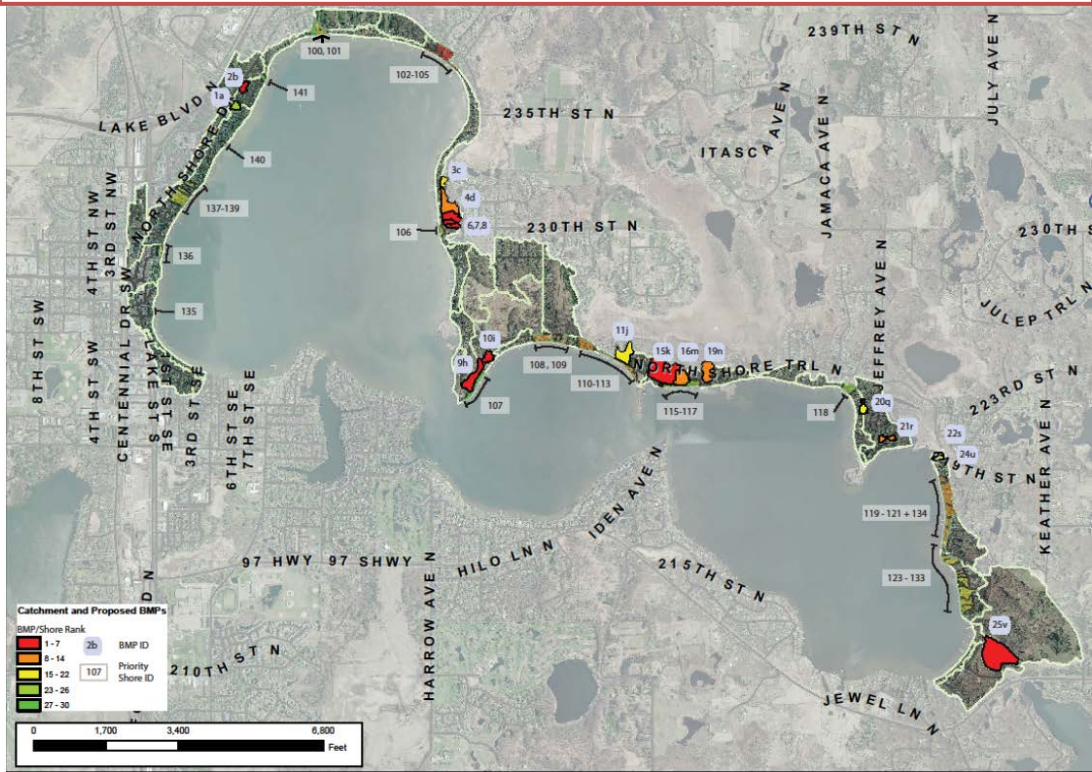 239TH ST N
JULY AVE N
100, 101
102-105
2b
1a
141
LAKE BLVD N
235TH ST N
ITASCA AVE N
JAMACA AVE N
NORTH SHORE D
140
3c
4d
6,7,8
137-139
106
230TH ST N
230TH S
4TH ST NW
3RD ST NW
136
JULEP TRL N
8TH ST SW
CENTENNIAL DR SW
135
11j
10i
15k
16m
19n
JEFFREY AVE N
9h
108 , 109
NORTH SHORE TRL N
223RD ST N
4TH ST SW
LAKE ST S
1ST ST SE
3RD ST SE
107
110-113
115-117
118
20q
21r
6TH ST SE
7TH ST SE
22s
24u
219TH ST N
KEATHER AVE N
IDEN AVE N
119 - 121 + 134
97 HWY 97 SHWY
HILO LN N
215TH ST N
123 - 133
HARROW AVE N
25v
210TH ST N
JEWEL LN N
Catchment and Proposed BMPs
BMP/Shore Rank
1 - 7
2b
BMP ID
8 - 14
15 - 22
107
Priority
Shore ID
23 - 26
27 - 30
0 1,700 3,400 6,800
Feet